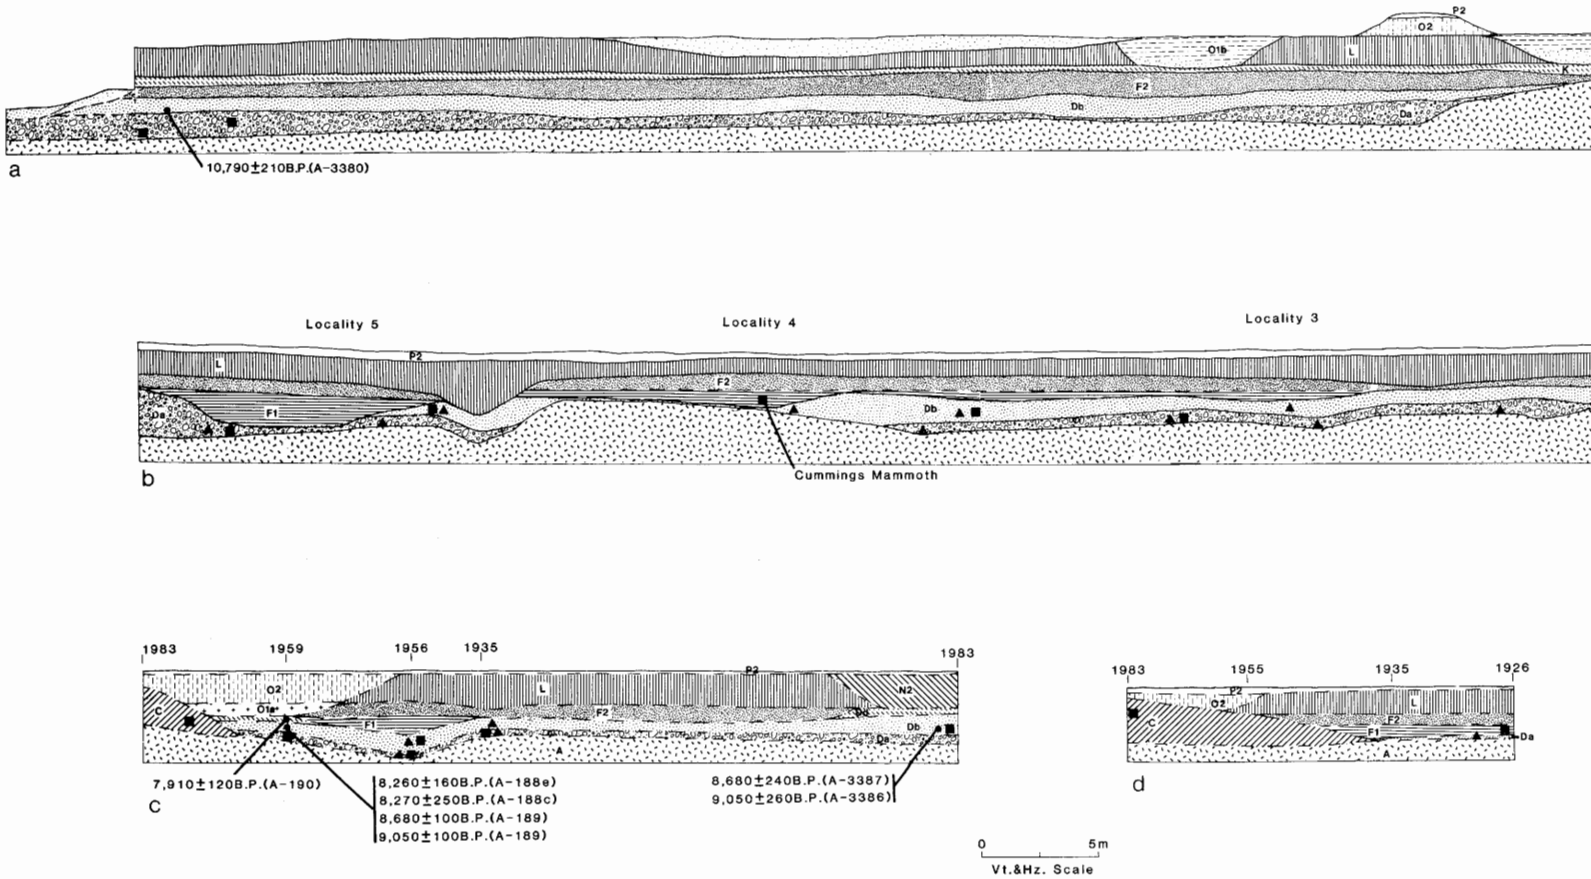 P2
O2
O1b
L
K
F2
Db
Da
10,790±210B.P.(A-3380)
a
Locality 5
Locality 4
Locality 3
P2
L
F2
Da
F1
Db
Cummings Mammoth
b
1983
1959
1956
1935
1983
P2
O2
L
N2
C
O1a
F2
Db
F1
Da
A
7,910±120B.P.(A-190)
8,260±160B.P.(A-188e)
8,270±250B.P.(A-188c)
8,680±100B.P.(A-189)
9,050±100B.P.(A-189)
8,680±240B.P.(A-3387)
9,050±260B.P.(A-3386)
c
1983
1955
1935
1926
P2
O2
L
C
F2
F1
Da
A
d
0 5m
Vt.&Hz. Scale